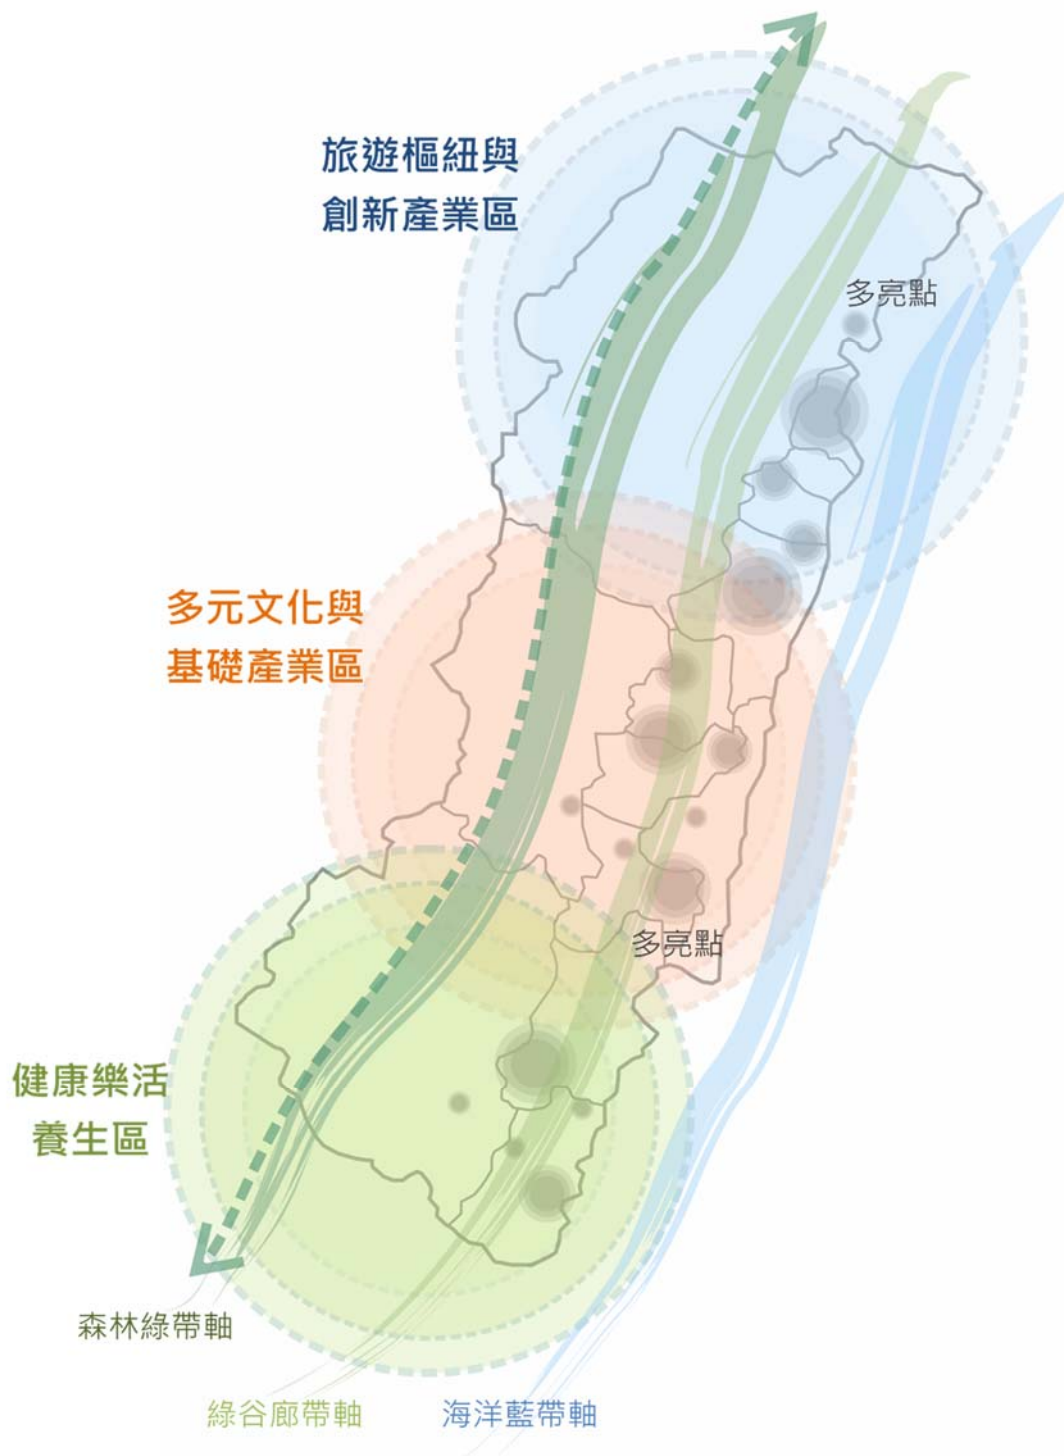 旅遊樞紐與
創新產業區
多亮點
多元文化與
基礎產業區
多亮點
健康樂活
養生區
森林綠帶軸
綠谷廊帶軸
海洋藍帶軸